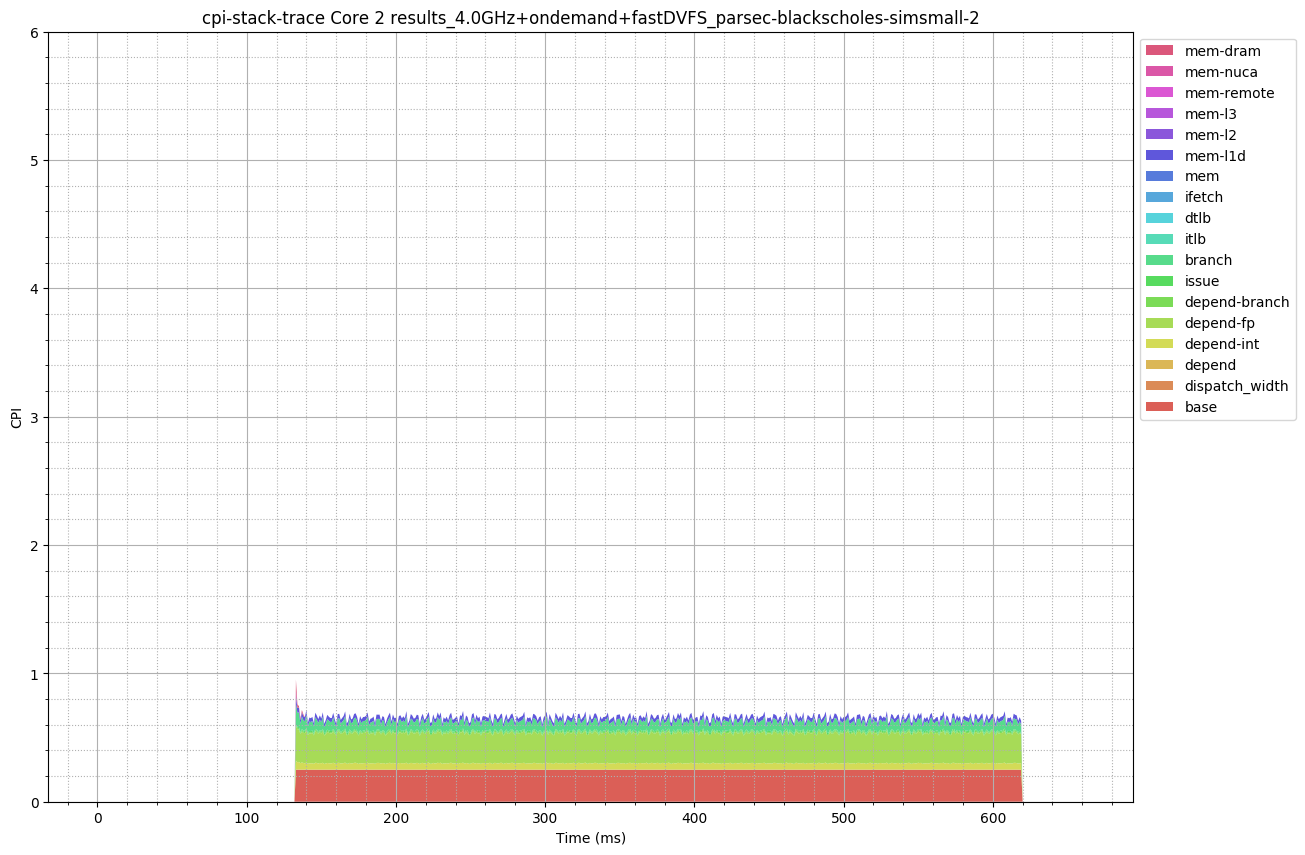 cpi-stack-trace Core 2 results_4.0GHz+ondemand+fastDVFS_parsec-blackscholes-simsmall-2
6
5
4
3
2
1
0
CPI
0 100 200 300 400 500 600
Time (ms)
mem-dram
mem-nuca
mem-remote
mem-l3
mem-l2
mem-l1d
mem
ifetch
dtlb
itlb
branch
issue
depend-branch
depend-fp
depend-int
depend
dispatch_width
base